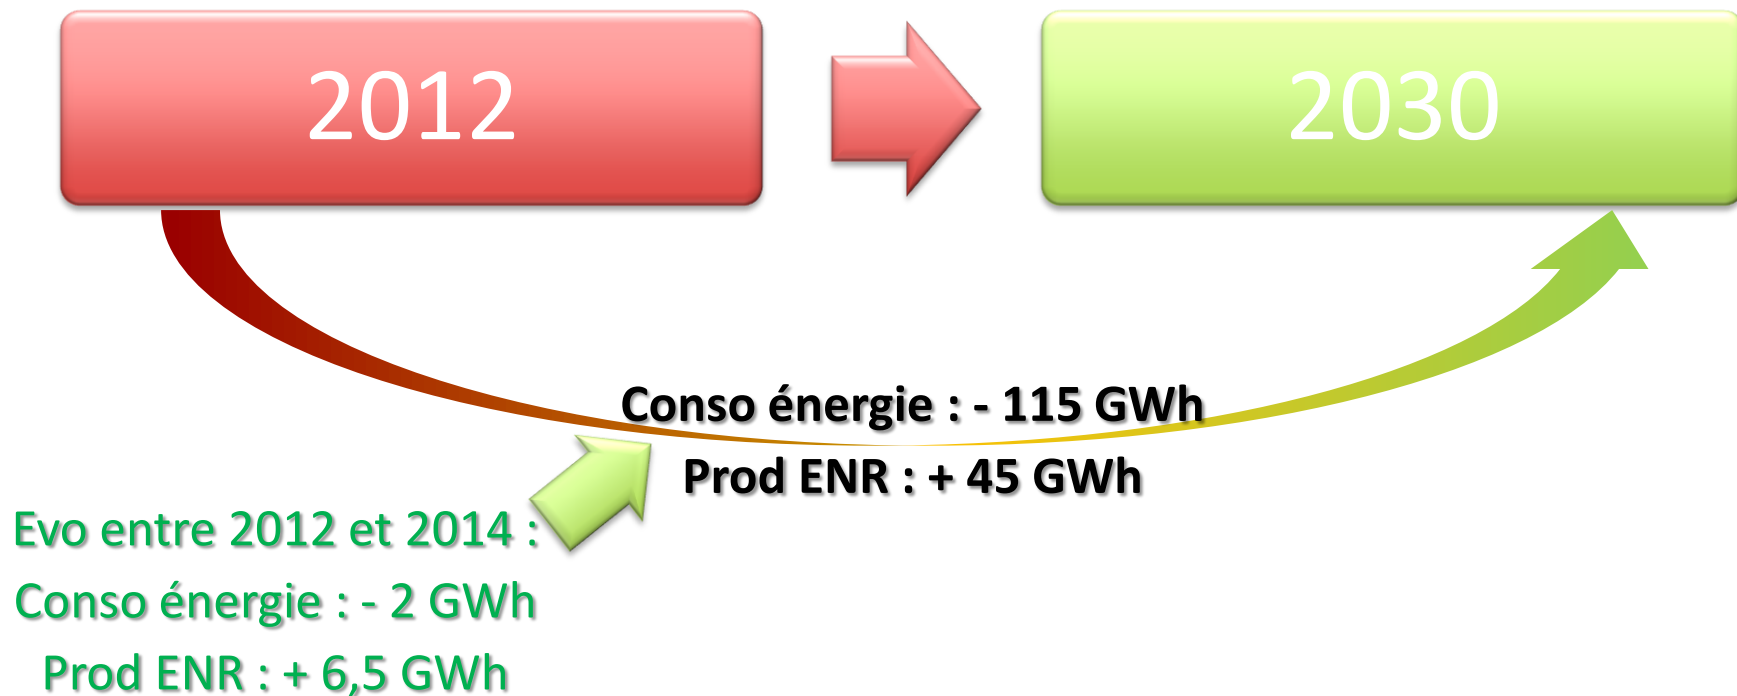 2012
2030
Conso énergie : - 115 GWh
Prod ENR : + 45 GWh
Evo entre 2012 et 2014 :
Conso énergie : - 2 GWh
Prod ENR : + 6,5 GWh